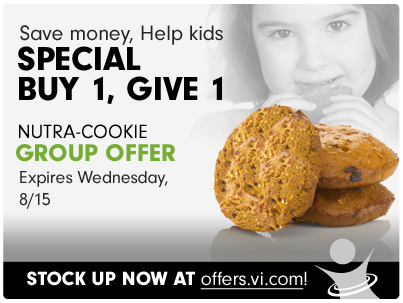 Save money, Help kids
SPECIAL
BUY 1, GIVE 1
NUTRA-COOKIE
GROUP OFFER
Expires Wednesday,
8/15
STOCK UP NOW AT offers.vi.com!